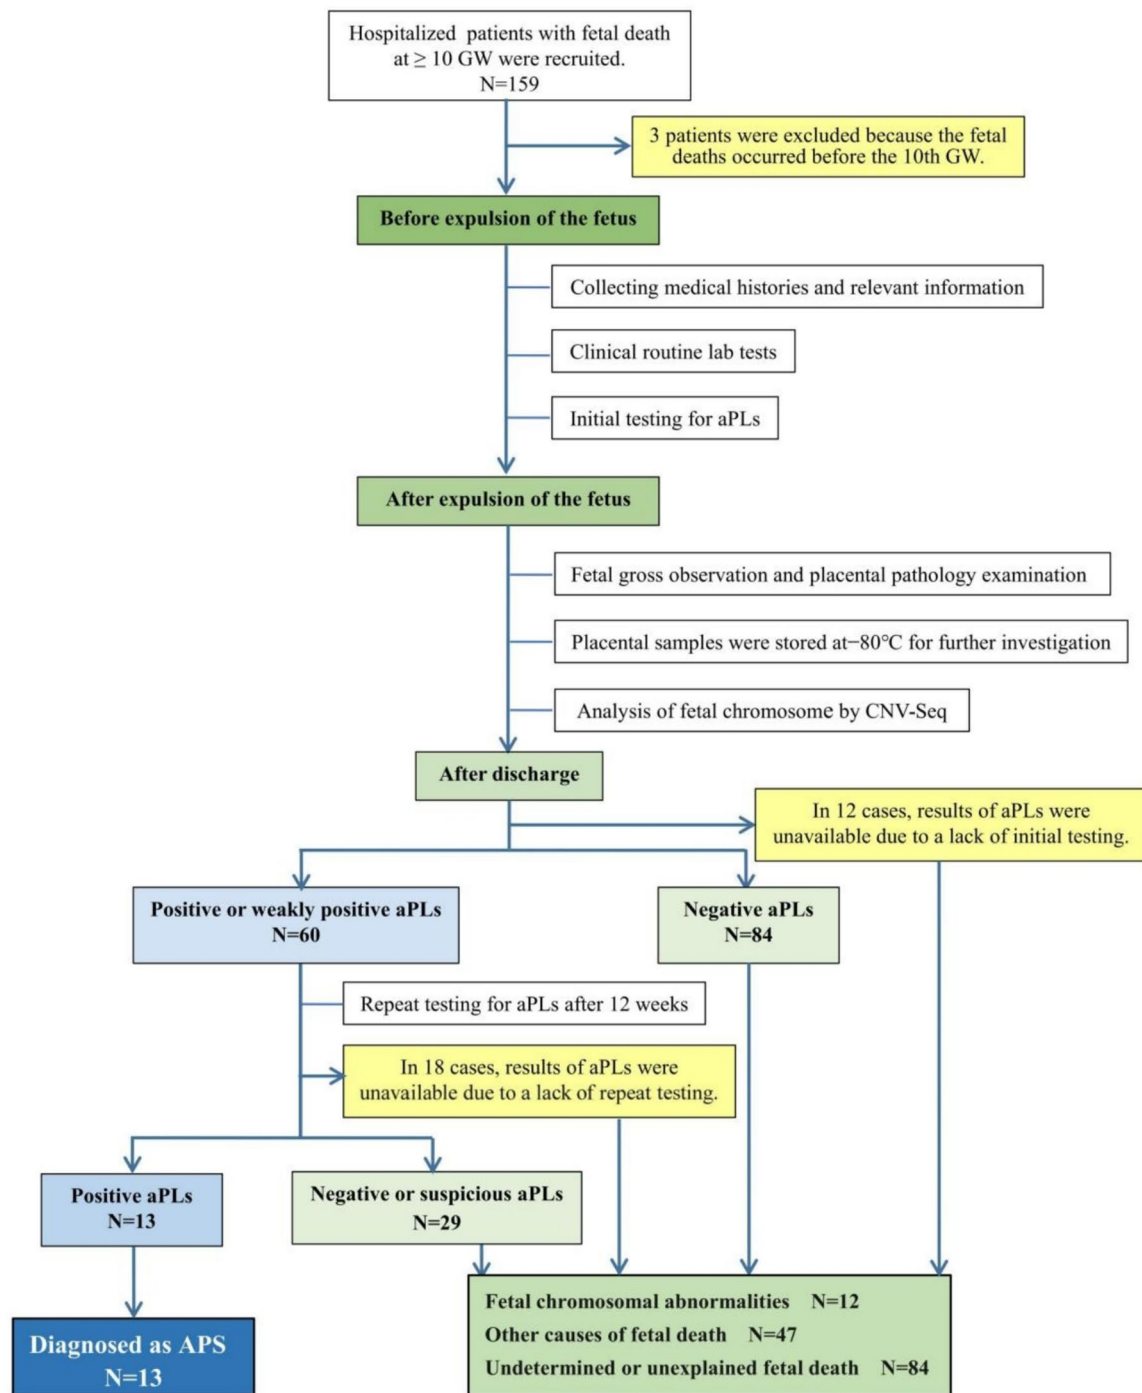 Hospitalized patients with fetal death
at ≥ 10 GW were recruited.
N=159
3 patients were excluded because the fetal
deaths occurred before the 10th GW.
Before expulsion of the fetus
Collecting medical histories and relevant information
Clinical routine lab tests
Initial testing for aPLs
After expulsion of the fetus
Fetal gross observation and placental pathology examination
Placental samples were stored at−80℃ for further investigation
Analysis of fetal chromosome by CNV-Seq
After discharge
In 12 cases, results of aPLs were
unavailable due to a lack of initial testing.
Positive or weakly positive aPLs
N=60
Negative aPLs
N=84
Repeat testing for aPLs after 12 weeks
In 18 cases, results of aPLs were
unavailable due to a lack of repeat testing.
Positive aPLs
N=13
Negative or suspicious aPLs
N=29
Diagnosed as APS
N=13
Fetal chromosomal abnormalities N=12
Other causes of fetal death N=47
Undetermined or unexplained fetal death N=84